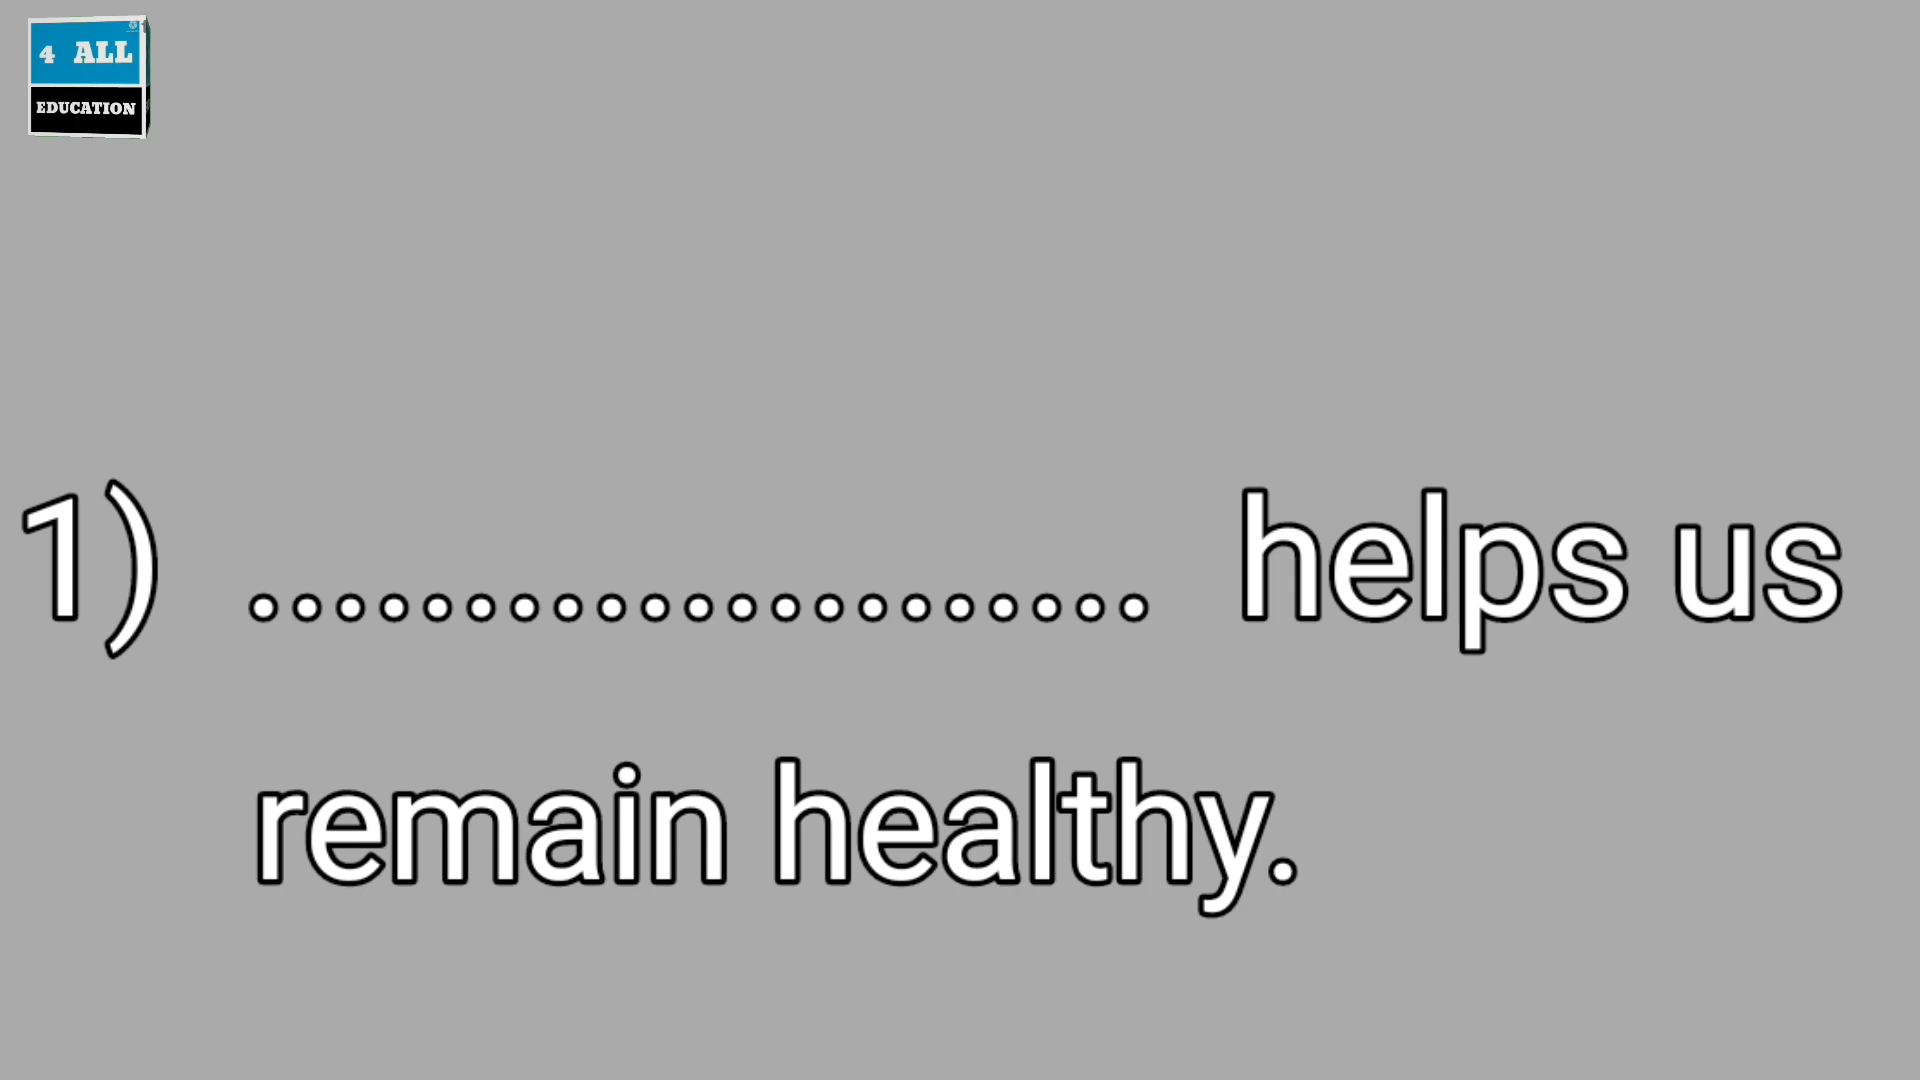 4 ALL
EDUCATION
1) ..................... helps us
remain healthy.